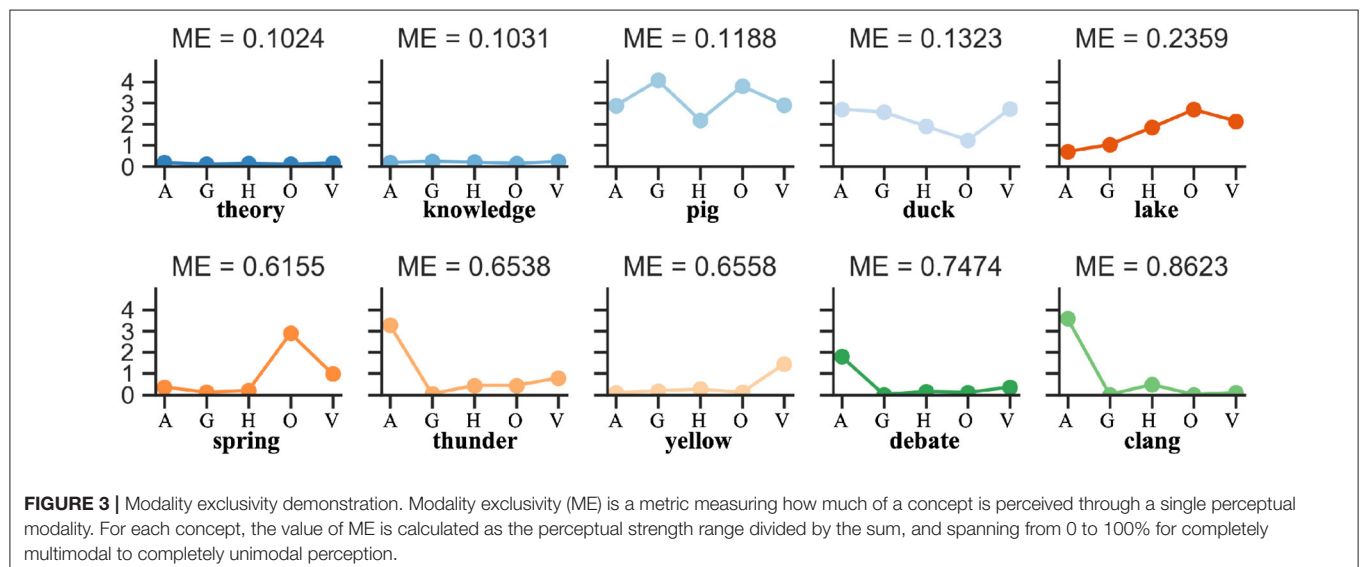 ME = 0.1024 ME = 0.1031 ME = 0.1188 ME = 0.1323 ME = 0.2359
4
3
2
1
0
A G H O V A G H O V A G H O V A G H O V A G H O V
theory knowledge pig duck lake
ME = 0.6155 ME = 0.6538 ME = 0.6558 ME = 0.7474 ME = 0.8623
4
3
2
1
0
A G H O V A G H O V A G H O V A G H O V A G H O V
spring thunder yellow debate clang
FIGURE 3 | Modality exclusivity demonstration. Modality exclusivity (ME) is a metric measuring how much of a concept is perceived through a single perceptual
modality. For each concept, the value of ME is calculated as the perceptual strength range divided by the sum, and spanning from 0 to 100% for completely
multimodal to completely unimodal perception.